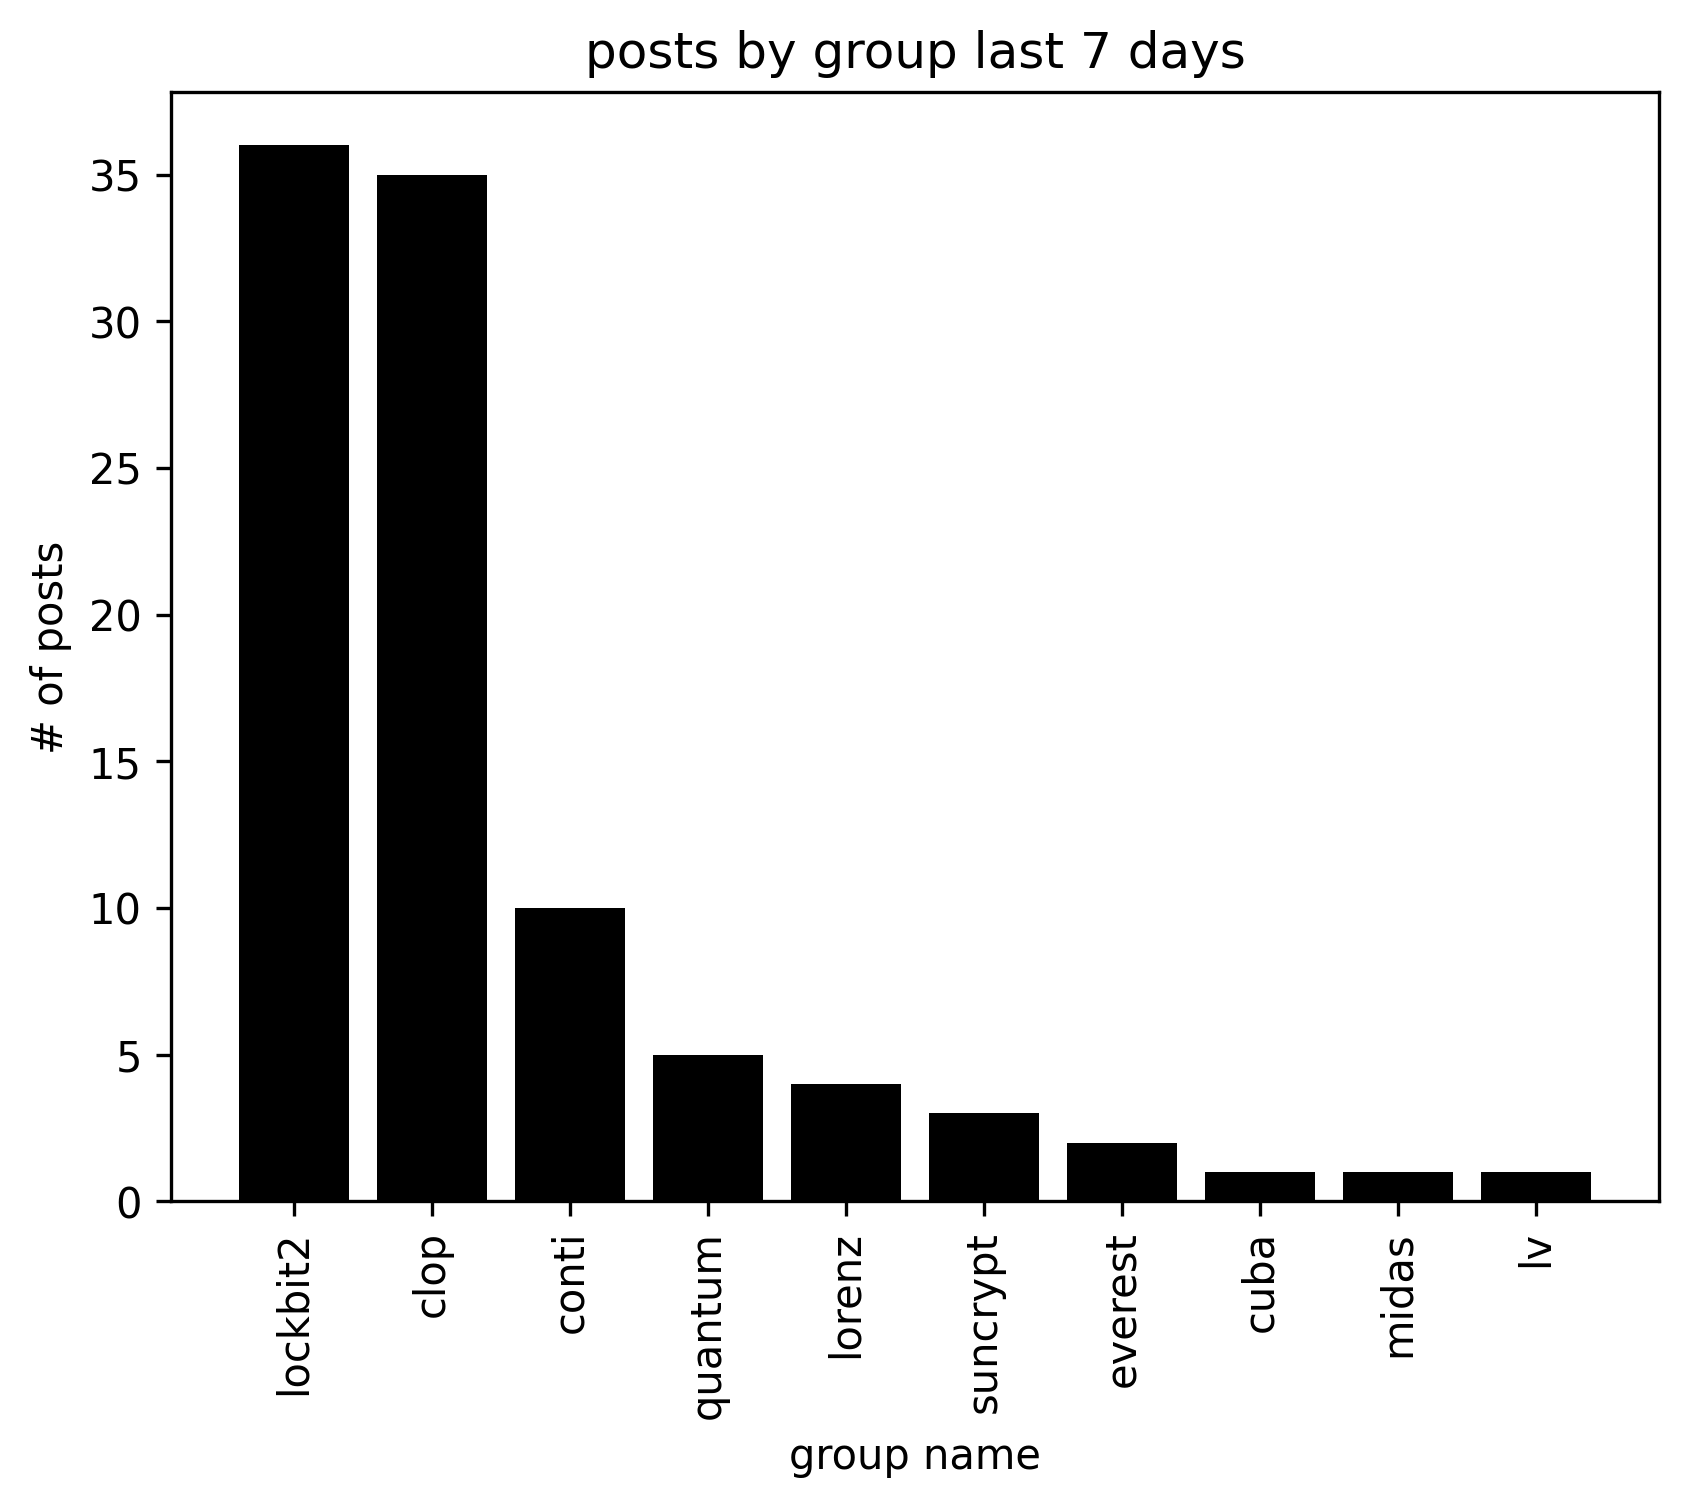 posts by group last 7 days
# of posts
35
30
25
20
15
10
5
0
lockbit2
clop
conti
quantum
lorenz
suncrypt
everest
cuba
midas
lv
group name